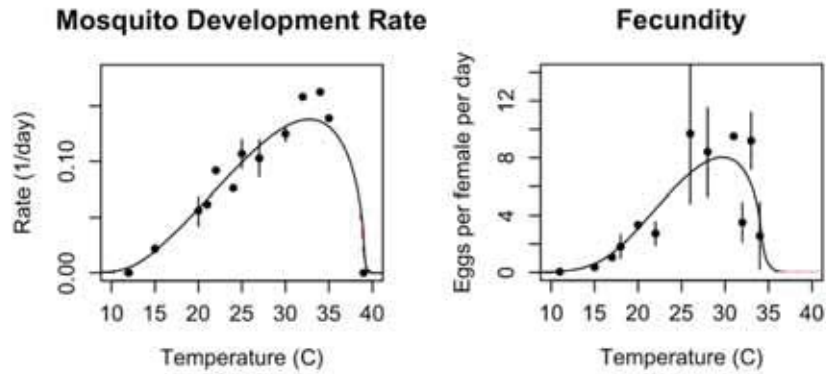 Mosquito Development Rate
Rate (1/day)
0.00
0.10
10 15 20 25 30 35 40
Temperature (C)
Fecundity
Eggs per female per day
0
4
8
12
10 15 20 25 30 35 40
Temperature (C)